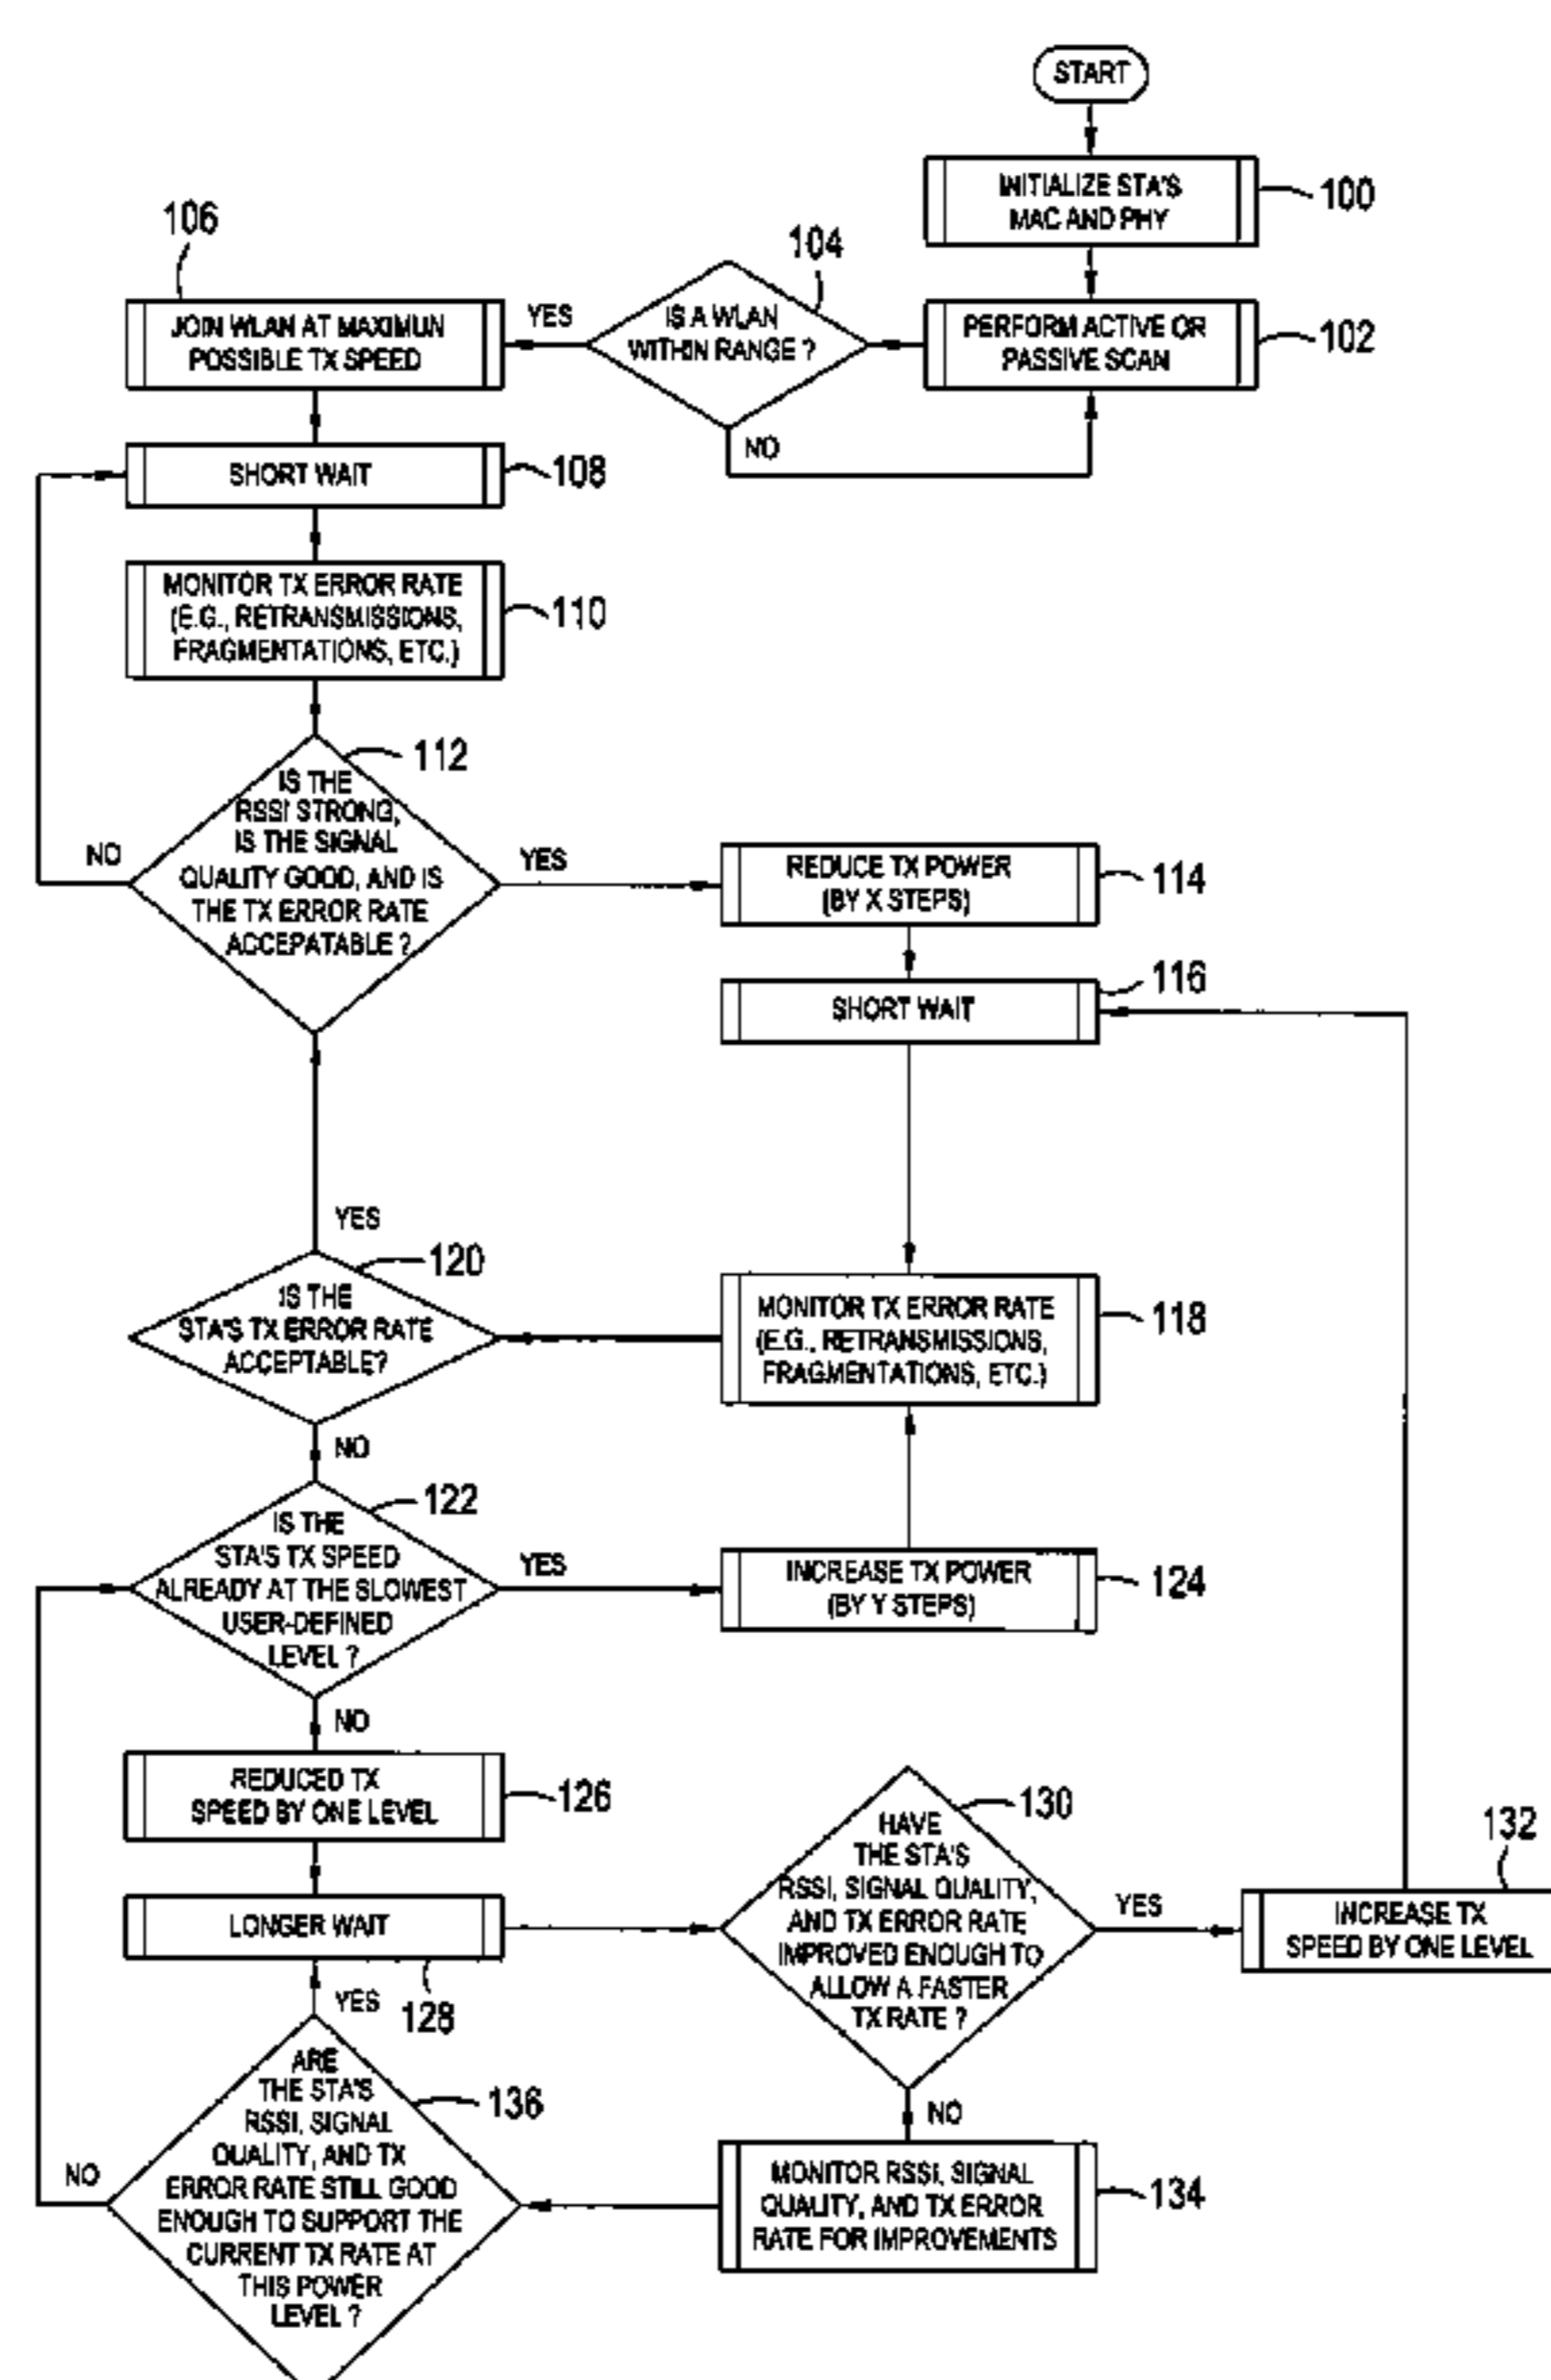 START
INITIALIZE STA'S
MAC AND PHY
100
PERFORM ACTIVE OR
PASSIVE SCAN
102
104
IS A WLAN
WITHIN RANGE ?
YES
NO
106
JOIN WLAN AT MAXIMUN
POSSIBLE TX SPEED
SHORT WAIT
108
MONITOR TX ERROR RATE
(E.G., RETRANSMISSIONS,
FRAGMENTATIONS, ETC.)
110
112
IS THE
RSSI STRONG,
IS THE SIGNAL
QUALITY GOOD, AND IS
THE TX ERROR RATE
ACCEPATABLE ?
NO
YES
REDUCE TX POWER
(BY X STEPS)
114
SHORT WAIT
116
MONITOR TX ERROR RATE
(E.G., RETRANSMISSIONS,
FRAGMENTATIONS, ETC.)
118
YES
120
IS THE
STA'S TX ERROR RATE
ACCEPTABLE?
NO
122
IS THE
STA'S TX SPEED
ALREADY AT THE SLOWEST
USER-DEFINED
LEVEL ?
YES
INCREASE TX POWER
(BY Y STEPS)
124
NO
REDUCED TX
SPEED BY ONE LEVEL
126
LONGER WAIT
128
130
HAVE
THE STA'S
RSSI, SIGNAL QUALITY,
AND TX ERROR RATE
IMPROVED ENOUGH TO
ALLOW A FASTER
TX RATE ?
YES
132
INCREASE TX
SPEED BY ONE LEVEL
NO
MONITOR RSSI, SIGNAL
QUALITY, AND TX ERROR
RATE FOR IMPROVEMENTS
134
YES
136
ARE
THE STA'S
RSSI, SIGNAL
QUALITY, AND TX
ERROR RATE STILL GOOD
ENOUGH TO SUPPORT THE
CURRENT TX RATE AT
THIS POWER
LEVEL ?
NO